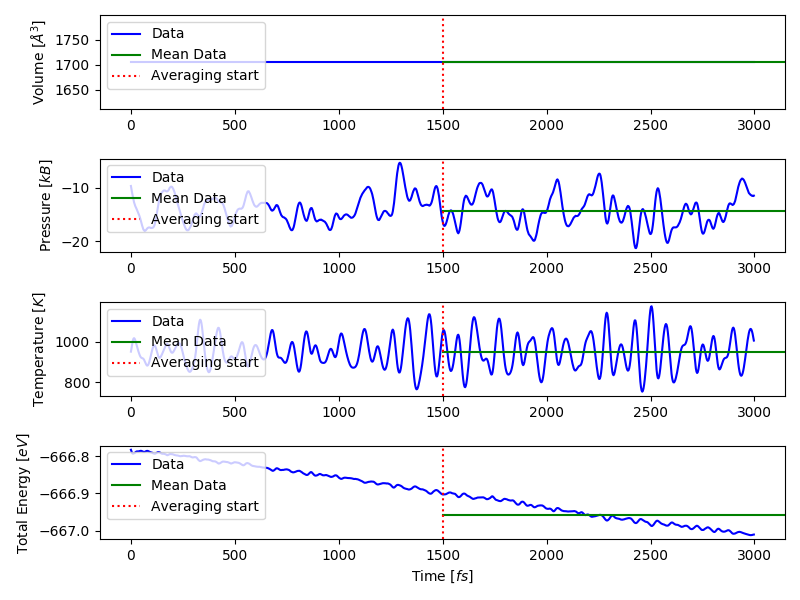 Volume [Å³]
1750
1700
1650
Data
Mean Data
Averaging start
0 500 1000 1500 2000 2500 3000
Pressure [kB]
−10
−20
Data
Mean Data
Averaging start
0 500 1000 1500 2000 2500 3000
Temperature [K]
1000
800
Data
Mean Data
Averaging start
0 500 1000 1500 2000 2500 3000
Total Energy [eV]
−666.8
−666.9
−667.0
Data
Mean Data
Averaging start
0 500 1000 1500 2000 2500 3000
Time [fs]